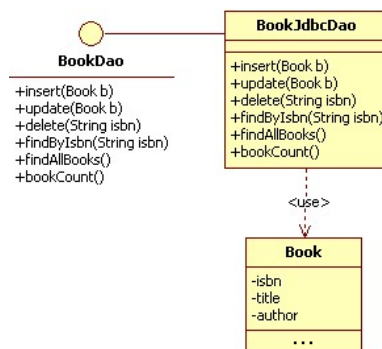 BookDao
+insert(Book b)
+update(Book b)
+delete(String isbn)
+findByIsbn(String isbn)
+findAllBooks()
+bookCount()
BookJdbcDao
+insert(Book b)
+update(Book b)
+delete(String isbn)
+findByIsbn(String isbn)
+findAllBooks()
+bookCount()
<use>
Book
-isbn
-title
-author
...